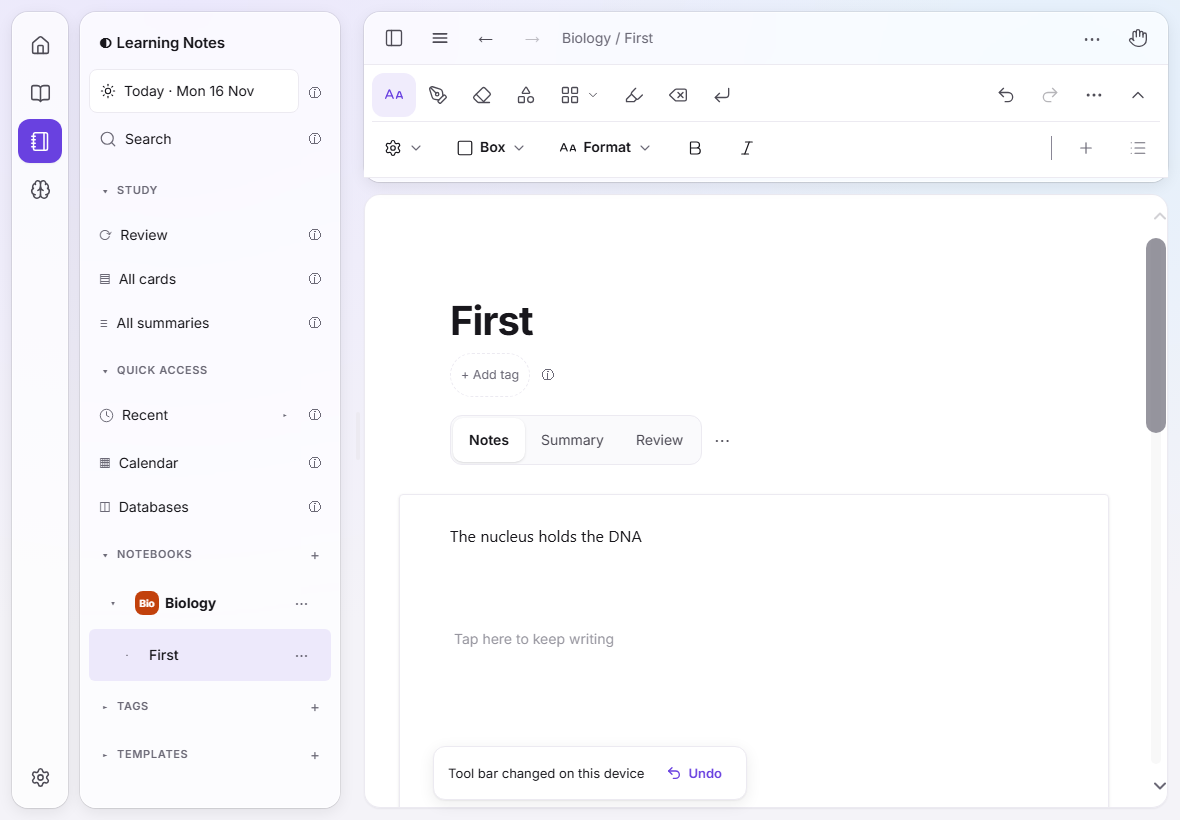 Learning Notes
Today · Mon 16 Nov
Search
STUDY
Review
All cards
All summaries
QUICK ACCESS
Recent
Calendar
Databases
NOTEBOOKS
Bio Biology
First
TAGS
TEMPLATES
Biology / First
AA
Box
AA Format
B I
First
+ Add tag
Notes Summary Review
The nucleus holds the DNA
Tap here to keep writing
Tool bar changed on this device Undo